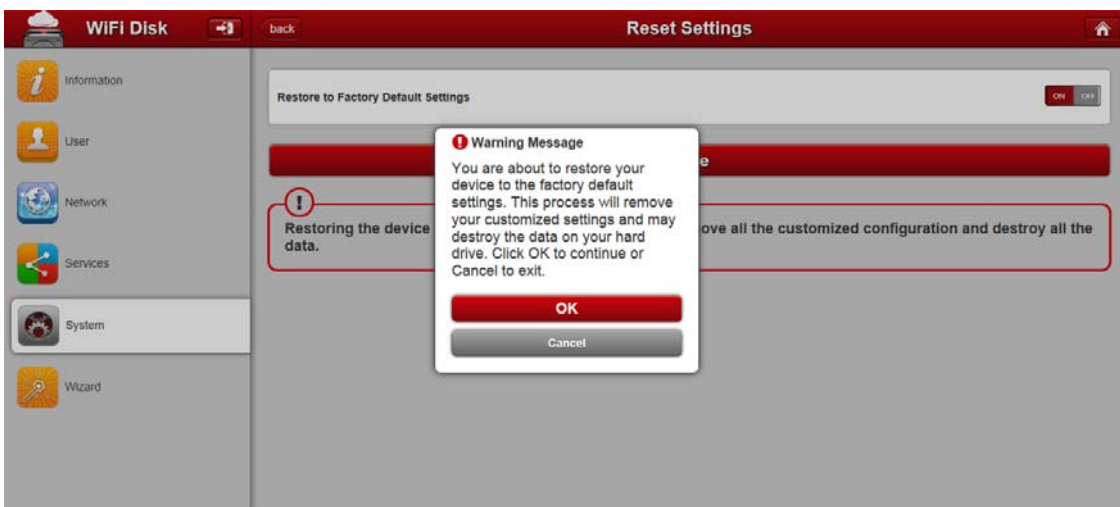 WiFi Disk
back
Reset Settings
Information
User
Network
Services
System
Wizard
Restore to Factory Default Settings
ON OFF
e
Restoring the device ove all the customized configuration and destroy all the
data.
! Warning Message
You are about to restore your
device to the factory default
settings. This process will remove
your customized settings and may
destroy the data on your hard
drive. Click OK to continue or
Cancel to exit.
OK
Cancel